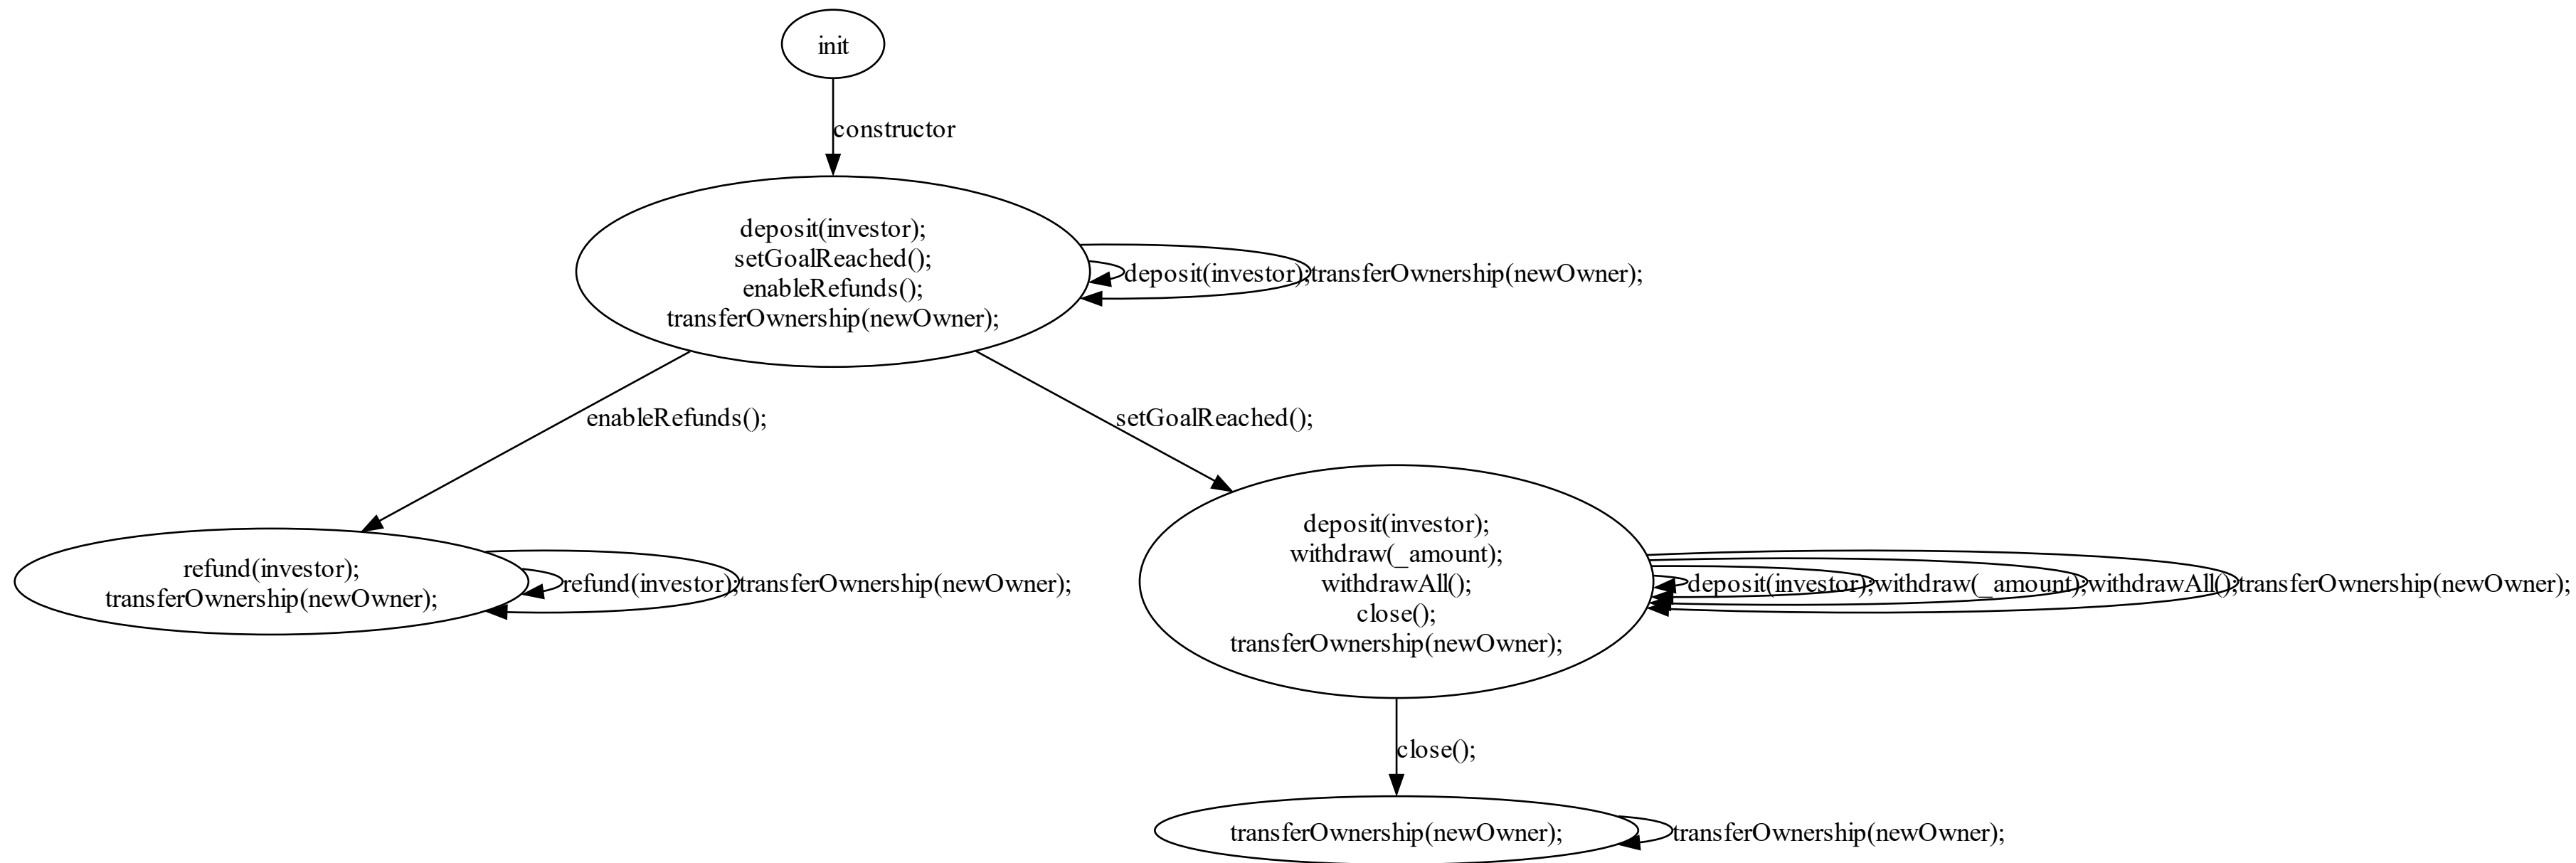 init
constructor
deposit(investor);
setGoalReached();
enableRefunds();
transferOwnership(newOwner);
deposit(investor);
transferOwnership(newOwner);
enableRefunds();
setGoalReached();
refund(investor);
transferOwnership(newOwner);
refund(investor);
transferOwnership(newOwner);
deposit(investor);
withdraw(_amount);
withdrawAll();
close();
transferOwnership(newOwner);
deposit(investor);
withdraw(_amount);
withdrawAll();
transferOwnership(newOwner);
close();
transferOwnership(newOwner);
transferOwnership(newOwner);